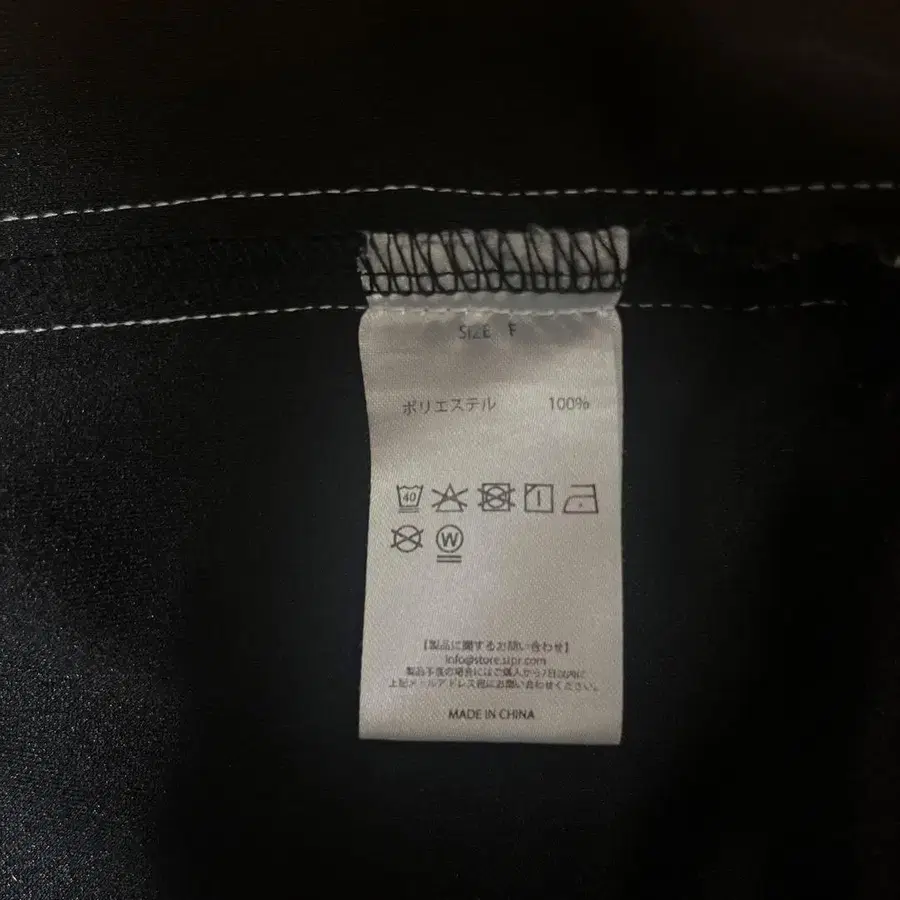 SIZE F
ポリエステル 100%
40
W
【製品に関するお問い合わせ】
info@store.sipr.com
製品不良の場合にはご購入から7日以内に
上記メールアドレス宛にお問い合わせください。
MADE IN CHINA